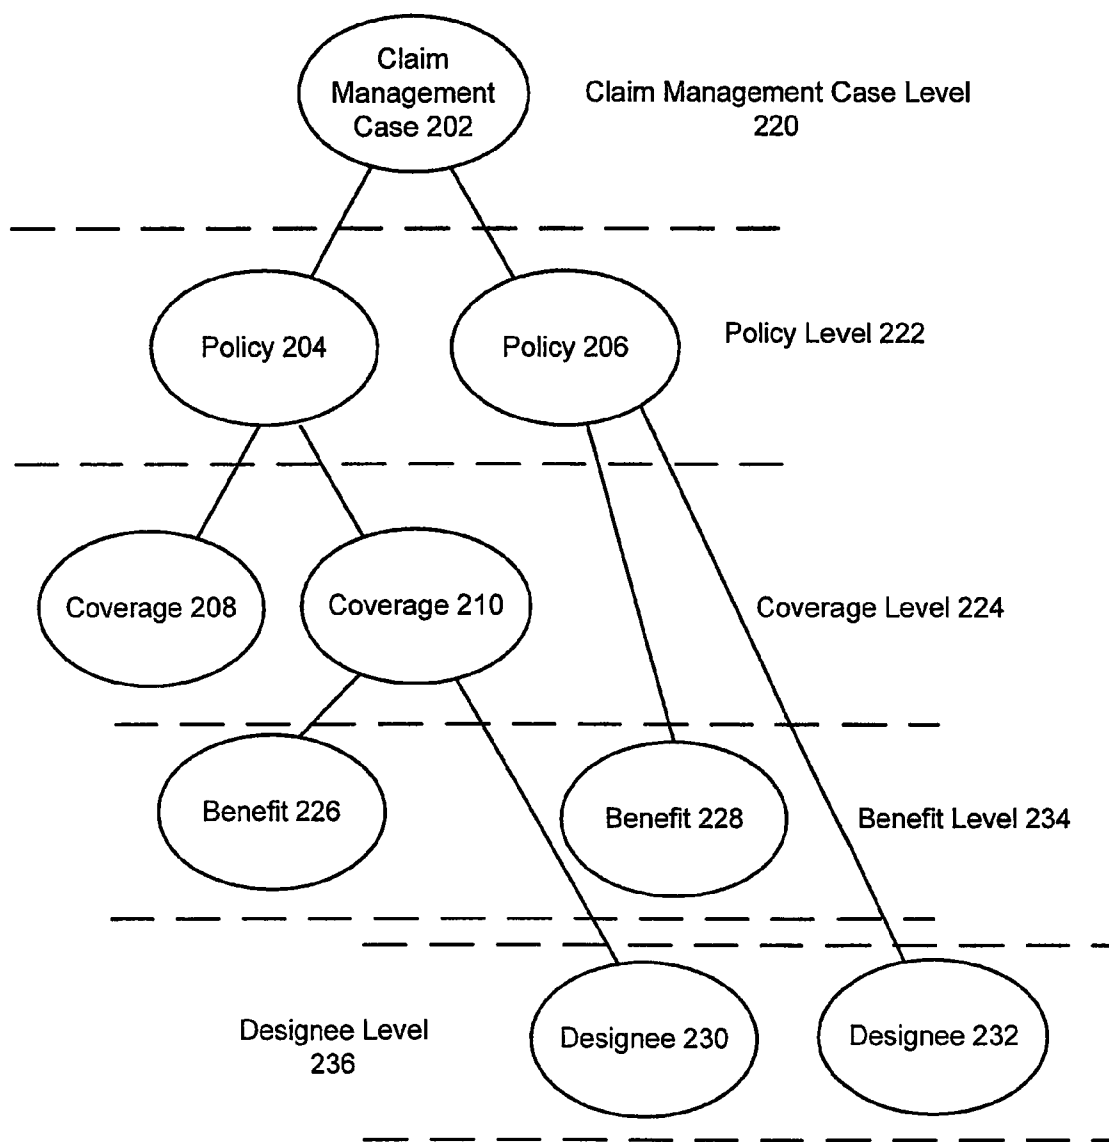 Claim
Management
Case 202
Claim Management Case Level
220
Policy 204
Policy 206
Policy Level 222
Coverage 208
Coverage 210
Coverage Level 224
Benefit 226
Benefit 228
Benefit Level 234
Designee Level
236
Designee 230
Designee 232